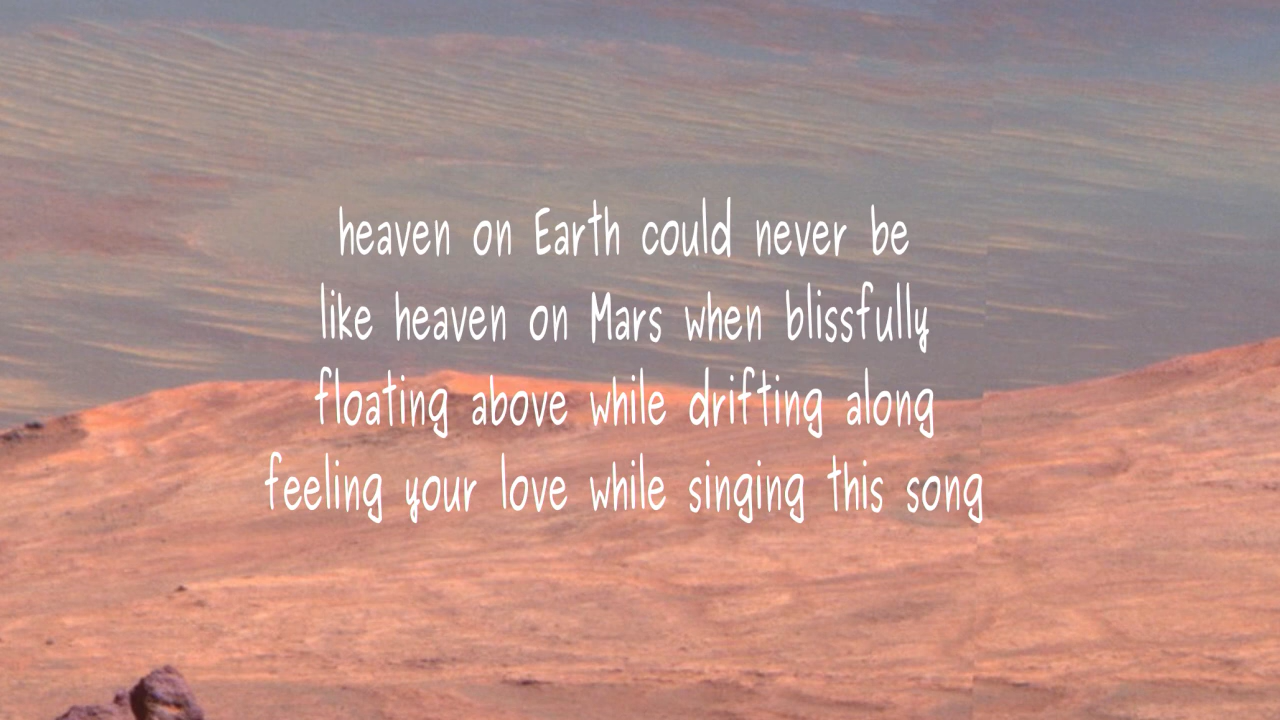 heaven on Earth could never be
like heaven on Mars when blissfully
floating above while drifting along
feeling your love while singing this song